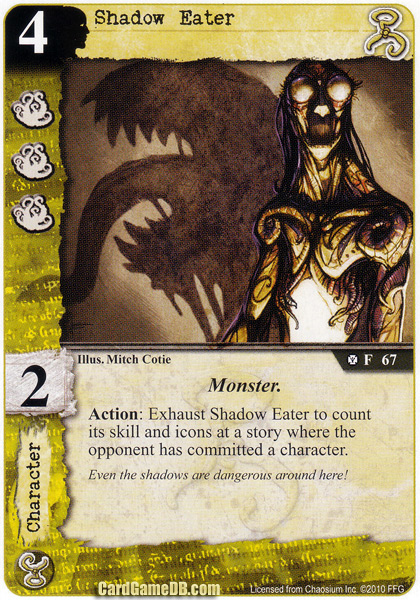 4
Shadow Eater
Illus. Mitch Cotie
F 67
2
Monster.
Action: Exhaust Shadow Eater to count
its skill and icons at a story where the
opponent has committed a character.
Even the shadows are dangerous around here!
Character
CardGameDB.com
Licensed from Chaosium Inc. ©2010 FFG